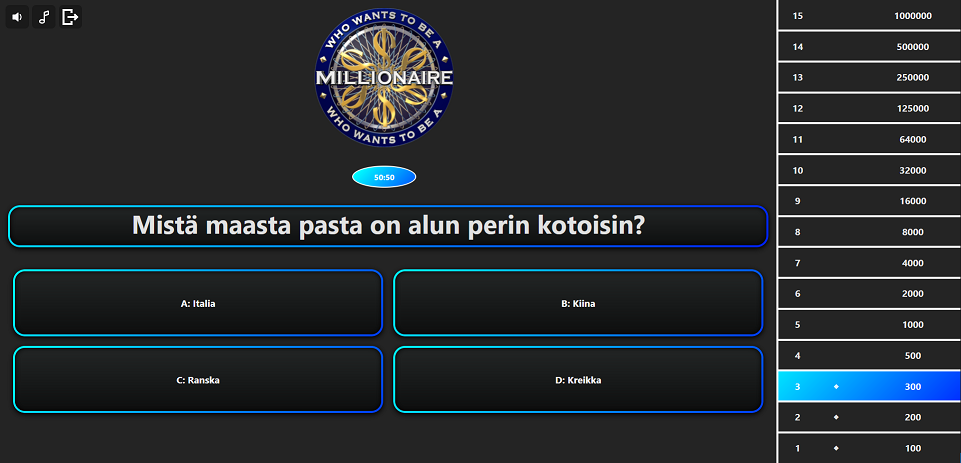 WHO WANTS TO BE A
MILLIONAIRE
WHO WANTS TO BE A
50:50
Mistä maasta pasta on alun perin kotoisin?
A: Italia
B: Kiina
C: Ranska
D: Kreikka
15 1000000
14 500000
13 250000
12 125000
11 64000
10 32000
9 16000
8 8000
7 4000
6 2000
5 1000
4 500
3 ◆ 300
2 ◆ 200
1 ◆ 100